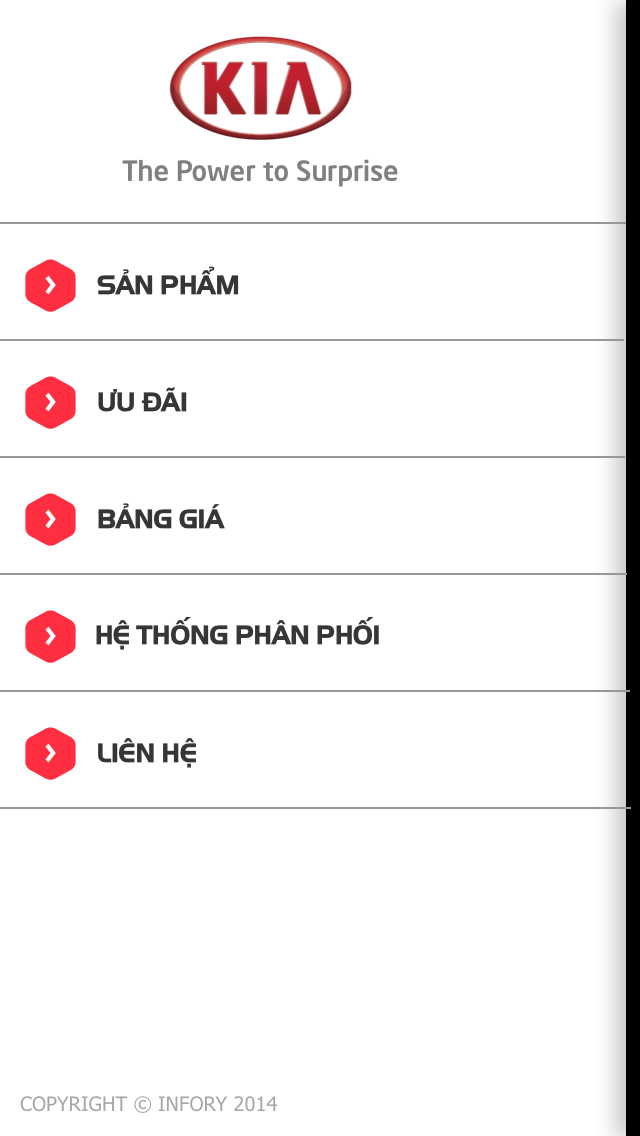 KIA
The Power to Surprise
SẢN PHẨM
ƯU ĐÃI
BẢNG GIÁ
HỆ THỐNG PHÂN PHỐI
LIÊN HỆ
COPYRIGHT © INFORY 2014